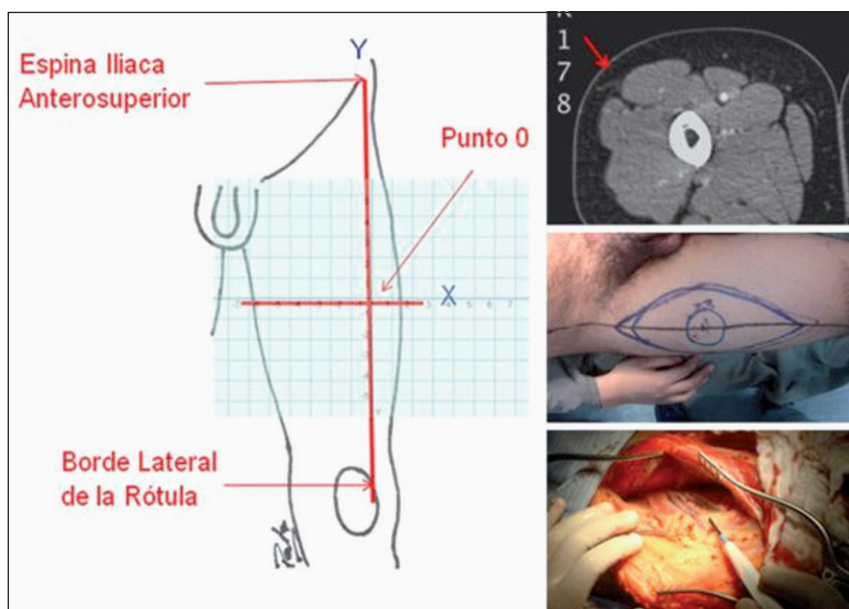 Y
Espina Iliaca
Anterosuperior
Punto 0
X
Borde Lateral
de la Rótula
1
7
8